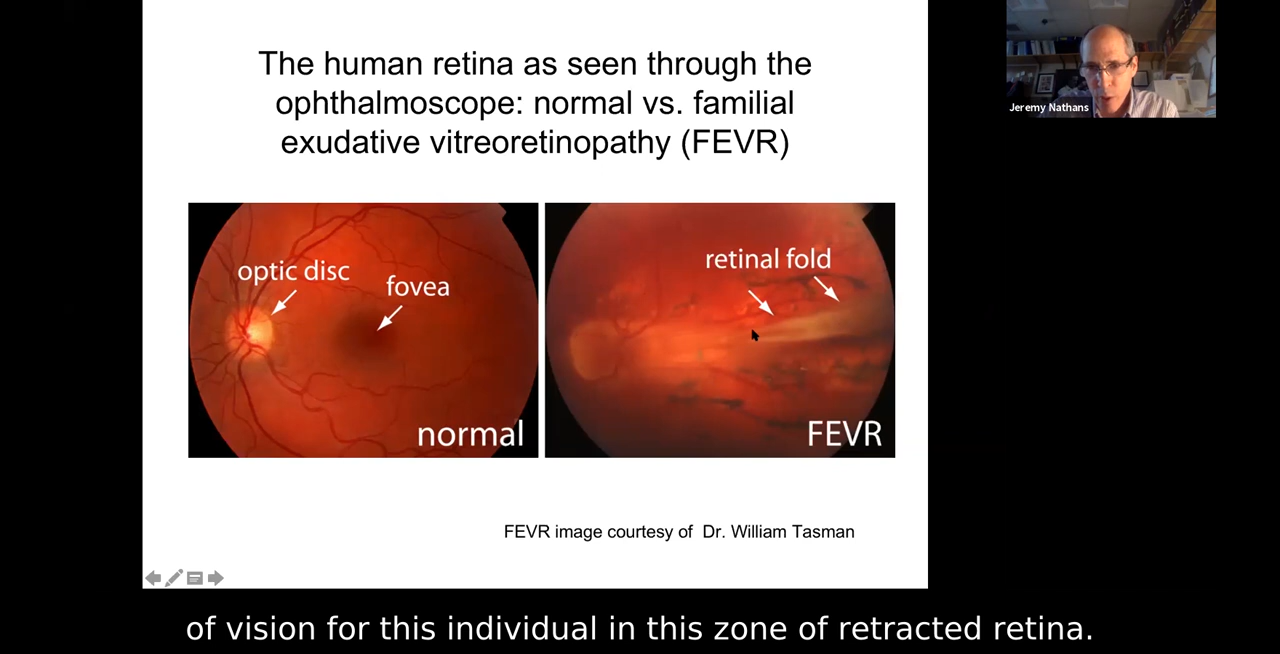 The human retina as seen through the
ophthalmoscope: normal vs. familial
exudative vitreoretinopathy (FEVR)
Jeremy Nathans
optic disc
fovea
normal
retinal fold
FEVR
FEVR image courtesy of Dr. William Tasman
of vision for this individual in this zone of retracted retina.